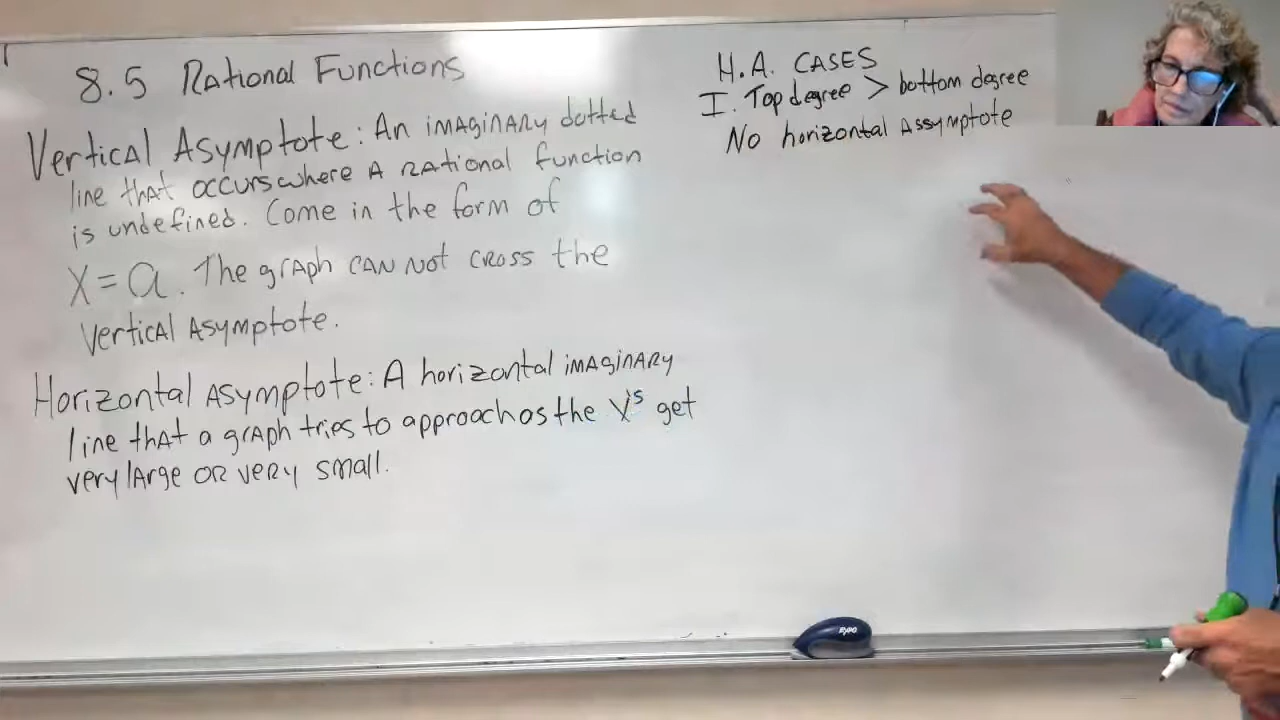 8.5 Rational Functions
Vertical Asymptote: An imaginary dotted
line that occurs where a rational function
is undefined. Come in the form of
X=a. The graph can not cross the
vertical asymptote.
Horizontal Asymptote: A horizontal imaginary
line that a graph tries to approach as the X's get
very large or very small.
H.A. CASES
I. Top degree > bottom degree
No horizontal Assymptote
EXPO